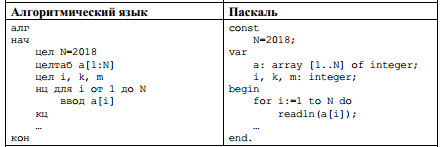 Алгоритмический язык
алг
нач
цел N=2018
целтаб a[1:N]
цел i, k, m
нц для i от 1 до N
ввод a[i]
кц
…
кон
Паскаль
const
N=2018;
var
a: array [1..N] of integer;
i, k, m: integer;
begin
for i:=1 to N do
readln(a[i]);
…
end.